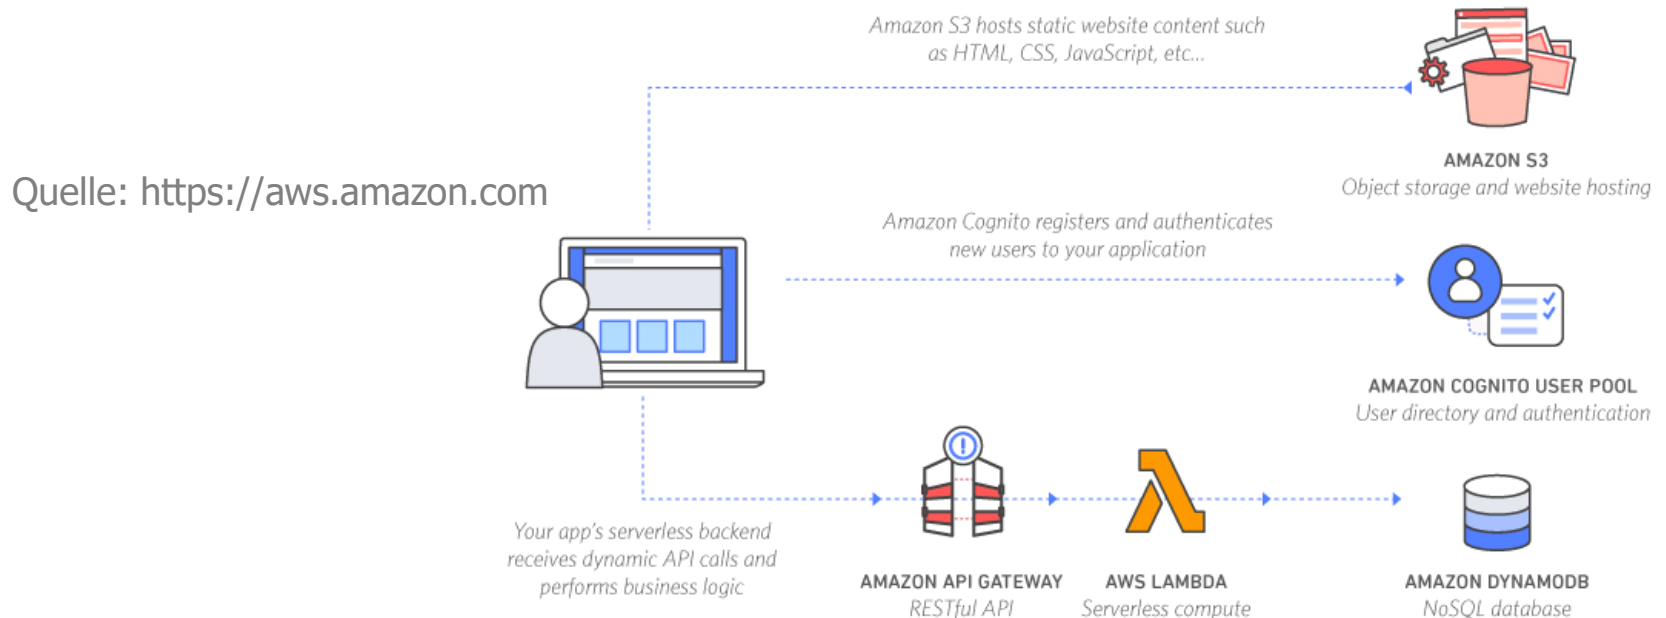 Amazon S3 hosts static website content such
as HTML, CSS, JavaScript, etc...
AMAZON S3
Object storage and website hosting
Quelle: https://aws.amazon.com
Amazon Cognito registers and authenticates
new users to your application
AMAZON COGNITO USER POOL
User directory and authentication
Your app's serverless backend
receives dynamic API calls and
performs business logic
AMAZON API GATEWAY
RESTful API
AWS LAMBDA
Serverless compute
AMAZON DYNAMODB
NoSQL database